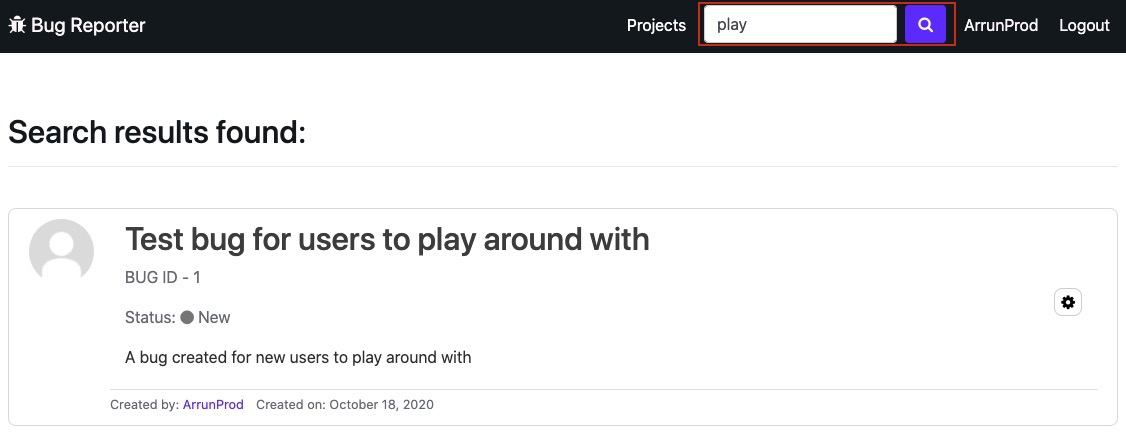 Bug Reporter Projects play ArrunProd Logout
Search results found:
Test bug for users to play around with
BUG ID - 1
Status: New
A bug created for new users to play around with
Created by: ArrunProd Created on: October 18, 2020